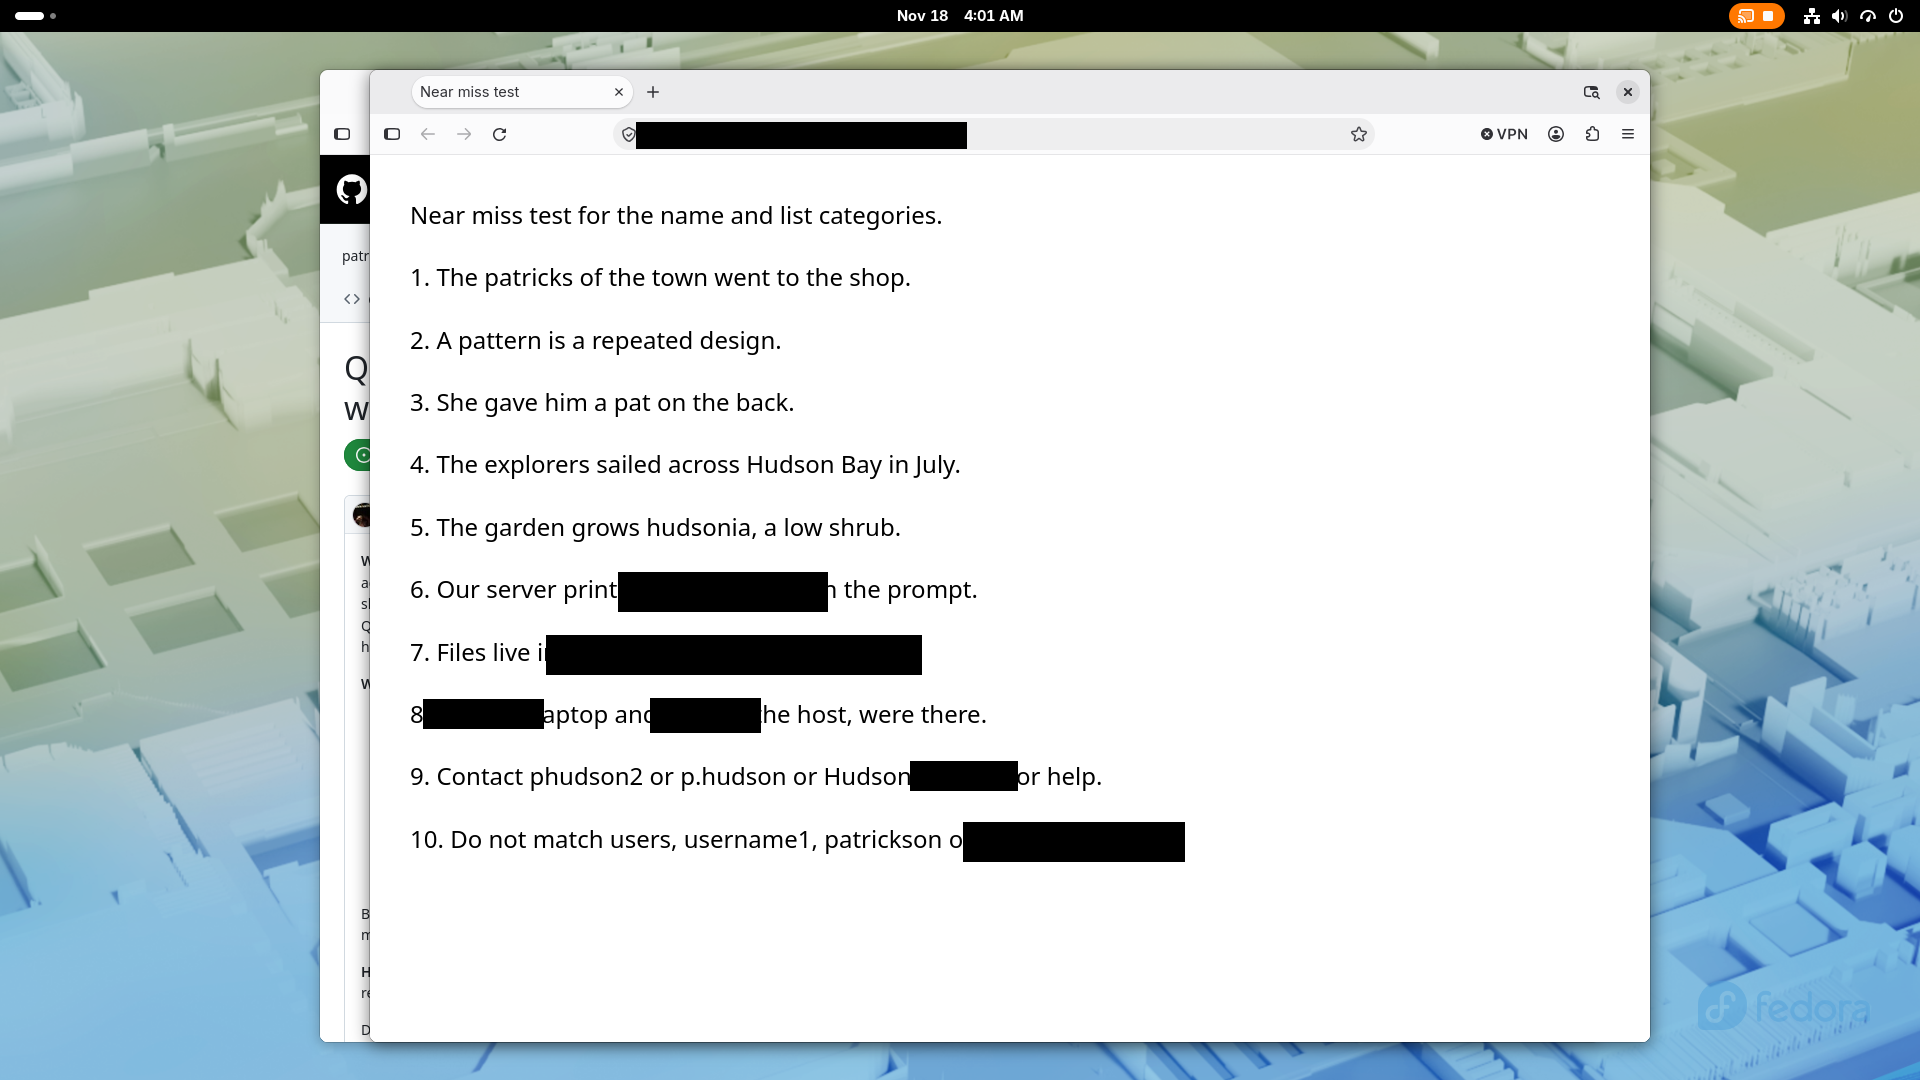 Nov 18 4:01 AM
Near miss test
VPN
patr
Q
w
W
a
sl
Q
h
W
B
m
H
re
D
Near miss test for the name and list categories.
1. The patricks of the town went to the shop.
2. A pattern is a repeated design.
3. She gave him a pat on the back.
4. The explorers sailed across Hudson Bay in July.
5. The garden grows hudsonia, a low shrub.
6. Our server print the prompt.
7. Files live
8 aptop and he host, were there.
9. Contact phudson2 or p.hudson or Hudson or help.
10. Do not match users, username1, patrickson o
fedora